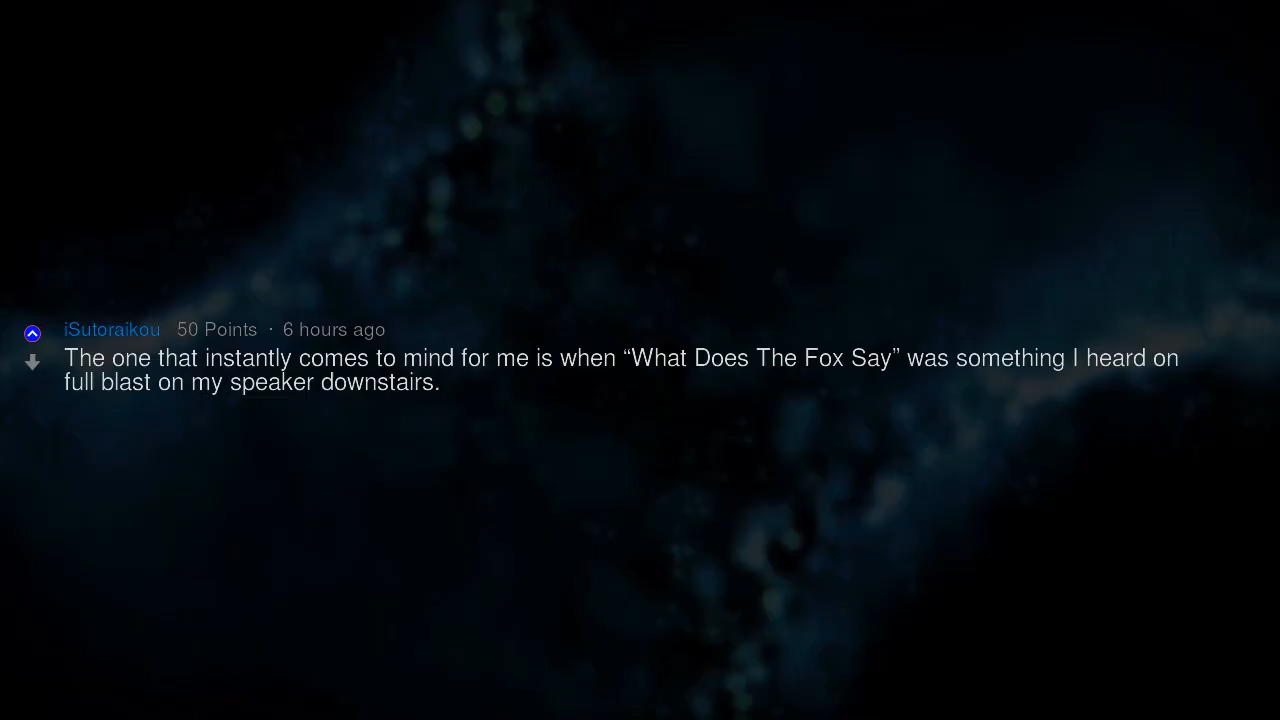 iSutoraikou 50 Points · 6 hours ago
The one that instantly comes to mind for me is when “What Does The Fox Say” was something I heard on
full blast on my speaker downstairs.